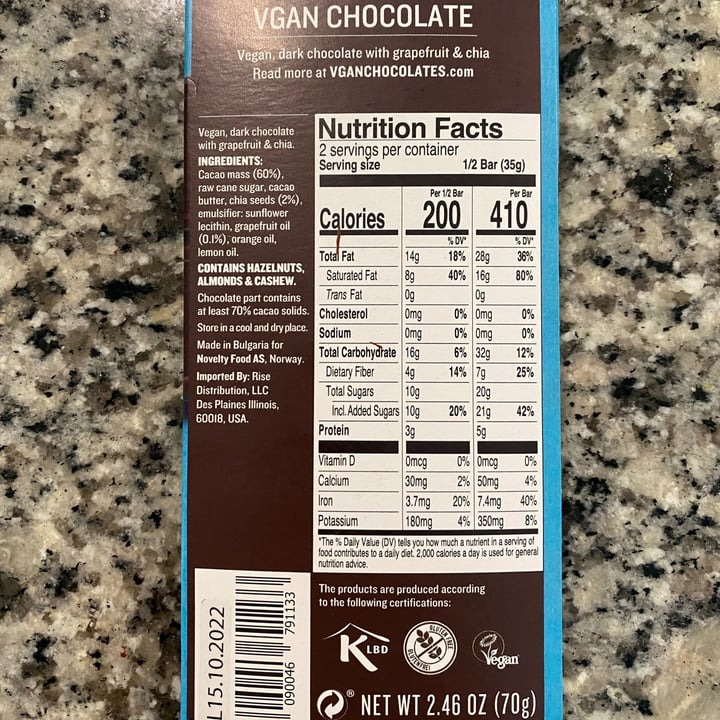 VGAN CHOCOLATE
Vegan, dark chocolate with grapefruit & chia
Read more at VGANCHOCOLATES.com
Vegan, dark chocolate
with grapefruit & chia.
INGREDIENTS:
Cacao mass (60%),
raw cane sugar, cacao
butter, chia seeds (2%),
emulsifier: sunflower
lecithin, grapefruit oil
(0.1%), orange oil,
lemon oil.
CONTAINS HAZELNUTS,
ALMONDS & CASHEW.
Chocolate part contains
at least 70% cacao solids.
Store in a cool and dry place.
Made in Bulgaria for
Novelty Food AS, Norway.
Imported By: Rise
Distribution, LLC
Des Plaines Illinois,
60018, USA.
Nutrition Facts
2 servings per container
Serving size 1/2 Bar (35g)
Per 1/2 Bar Per Bar
Calories 200 410
% DV* % DV*
Total Fat 14g 18% 28g 36%
Saturated Fat 8g 40% 16g 80%
Trans Fat 0g 0g
Cholesterol 0mg 0% 0mg 0%
Sodium 0mg 0% 0mg 0%
Total Carbohydrate 16g 6% 32g 12%
Dietary Fiber 4g 14% 7g 25%
Total Sugars 10g 20g
Incl. Added Sugars 10g 20% 21g 42%
Protein 3g 5g
Vitamin D 0mcg 0% 0mcg 0%
Calcium 30mg 2% 50mg 4%
Iron 3.7mg 20% 7.4mg 40%
Potassium 180mg 4% 350mg 8%
*The % Daily Value (DV) tells you how much a nutrient in a serving of
food contributes to a daily diet. 2,000 calories a day is used for general
nutrition advice.
L15.10.2022
090046 791133
The products are produced according
to the following certifications:
K LBD
GLUTEN FREE
GLUTENFREI
Vegan
® NET WT 2.46 OZ (70g)